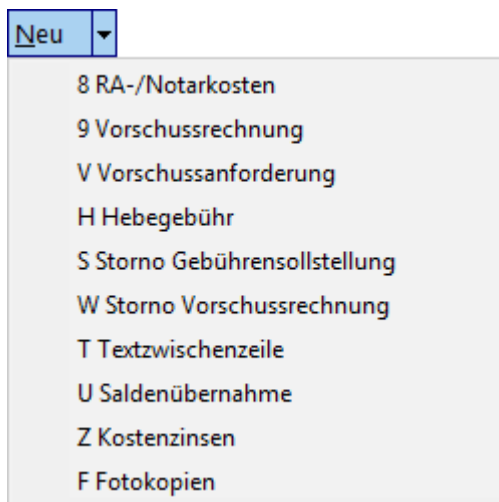 Neu
8 RA-/Notarkosten
9 Vorschussrechnung
V Vorschussanforderung
H Hebegebühr
S Storno Gebührensollstellung
W Storno Vorschussrechnung
T Textzwischenzeile
U Saldenübernahme
Z Kostenzinsen
F Fotokopien